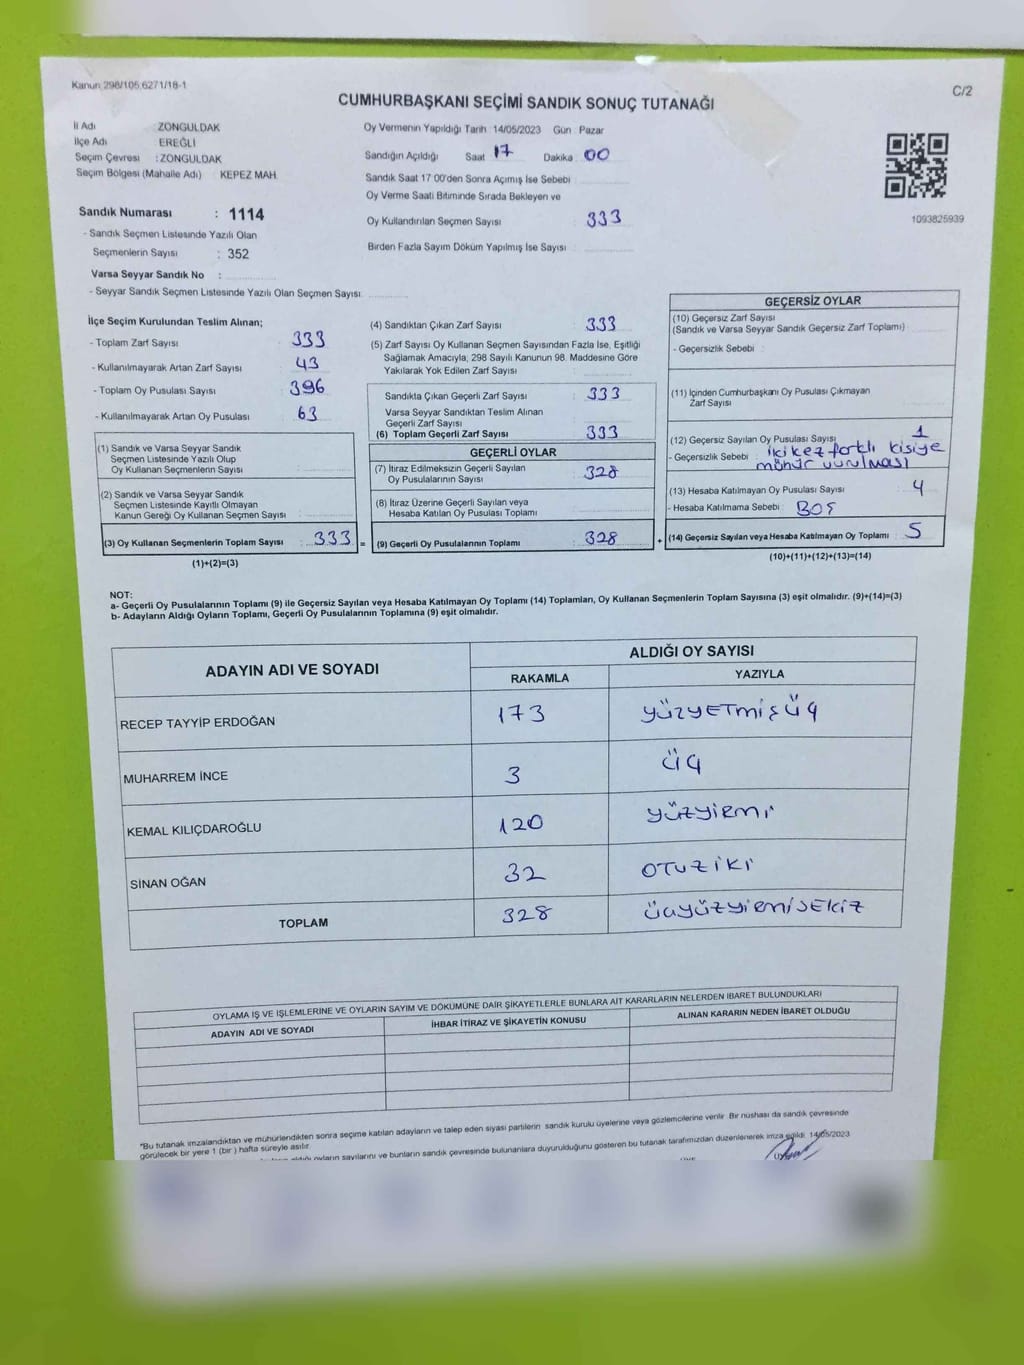 Kanun 298/105,6271/18-1
C/2
CUMHURBAŞKANI SEÇİMİ SANDIK SONUÇ TUTANAĞI
İl Adı : ZONGULDAK
İlçe Adı : EREĞLİ
Seçim Çevresi : ZONGULDAK
Seçim Bölgesi (Mahalle Adı) KEPEZ MAH.
Sandık Numarası : 1114
- Sandık Seçmen Listesinde Yazılı Olan
Seçmenlerin Sayısı : 352
Varsa Seyyar Sandık No :
- Seyyar Sandık Seçmen Listesinde Yazılı Olan Seçmen Sayısı
Oy Vermenin Yapıldığı Tarih 14/05/2023 Gün Pazar
Sandığın Açıldığı Saat 17 Dakika 00
Sandık Saat 17 00'den Sonra Açılmış İse Sebebi
Oy Verme Saati Bitiminde Sırada Bekleyen ve
Oy Kullandırılan Seçmen Sayısı : 333
Birden Fazla Sayım Döküm Yapılmış İse Sayısı
1093825939
İlçe Seçim Kurulundan Teslim Alınan;
- Toplam Zarf Sayısı : 333
- Kullanılmayarak Artan Zarf Sayısı : 43
- Toplam Oy Pusulası Sayısı : 396
- Kullanılmayarak Artan Oy Pusulası : 63
(1) Sandık ve Varsa Seyyar Sandık
Seçmen Listesinde Yazılı Olup
Oy Kullanan Seçmenlerin Sayısı :
(2) Sandık ve Varsa Seyyar Sandık
Seçmen Listesinde Kayıtlı Olmayan
Kanun Gereği Oy Kullanan Seçmen Sayısı :
(3) Oy Kullanan Seçmenlerin Toplam Sayısı : 333 =
(1)+(2)=(3)
(4) Sandıktan Çıkan Zarf Sayısı : 333
(5) Zarf Sayısı Oy Kullanan Seçmen Sayısından Fazla İse, Eşitliği
Sağlamak Amacıyla, 298 Sayılı Kanunun 98. Maddesine Göre
Yakılarak Yok Edilen Zarf Sayısı
Sandıkta Çıkan Geçerli Zarf Sayısı : 333
Varsa Seyyar Sandıktan Teslim Alınan
Geçerli Zarf Sayısı
(6) Toplam Geçerli Zarf Sayısı : 333
GEÇERLİ OYLAR
(7) İtiraz Edilmeksizin Geçerli Sayılan
Oy Pusulalarının Sayısı : 328
(8) İtiraz Üzerine Geçerli Sayılan veya
Hesaba Katılan Oy Pusulası Toplamı :
(9) Geçerli Oy Pusulalarının Toplamı : 328 +
GEÇERSİZ OYLAR
(10) Geçersiz Zarf Sayısı
(Sandık ve Varsa Seyyar Sandık Geçersiz Zarf Toplamı)
- Geçersizlik Sebebi :
(11) İçinden Cumhurbaşkanı Oy Pusulası Çıkmayan
Zarf Sayısı
(12) Geçersiz Sayılan Oy Pusulası Sayısı : 1
- Geçersizlik Sebebi : iki kez farklı kişiye
mühür vurulması
(13) Hesaba Katılmayan Oy Pusulası Sayısı : 4
- Hesaba Katılmama Sebebi : BOŞ
(14) Geçersiz Sayılan veya Hesaba Katılmayan Oy Toplamı : 5
(10)+(11)+(12)+(13)=(14)
NOT:
a- Geçerli Oy Pusulalarının Toplamı (9) ile Geçersiz Sayılan veya Hesaba Katılmayan Oy Toplamı (14) Toplamları, Oy Kullanan Seçmenlerin Toplam Sayısına (3) eşit olmalıdır. (9)+(14)=(3)
b- Adayların Aldığı Oyların Toplamı, Geçerli Oy Pusulalarının Toplamına (9) eşit olmalıdır.
ADAYIN ADI VE SOYADI ALDIĞI OY SAYISI
RAKAMLA YAZIYLA
RECEP TAYYİP ERDOĞAN 173 YÜZYETMİŞÜÇ
MUHARREM İNCE 3 ÜÇ
KEMAL KILIÇDAROĞLU 120 YÜZYİRMİ
SİNAN OĞAN 32 OTUZİKİ
TOPLAM 328 ÜÇYÜZYİRMİSEKİZ
OYLAMA İŞ VE İŞLEMLERİNE VE OYLARIN SAYIM VE DÖKÜMÜNE DAİR ŞİKAYETLERLE BUNLARA AİT KARARLARIN NELERDEN İBARET BULUNDUKLARI
ADAYIN ADI VE SOYADI İHBAR İTİRAZ VE ŞİKAYETİN KONUSU ALINAN KARARIN NEDEN İBARET OLDUĞU
"Bu tutanak imzalandıktan ve mühürlendikten sonra seçime katılan adayların ve talep eden siyasi partilerin sandık kurulu üyelerine veya gözlemcilerine verilir Bir nüshası da sandık çevresinde
görülecek bir yere 1 (bir ) hafta süreyle asılır.
aldığı oyların sayılarını ve bunların sandık çevresinde bulunanlara duyurulduğunu gösteren bu tutanak tarafımızdan düzenlenerek imza edildi 14/05/2023